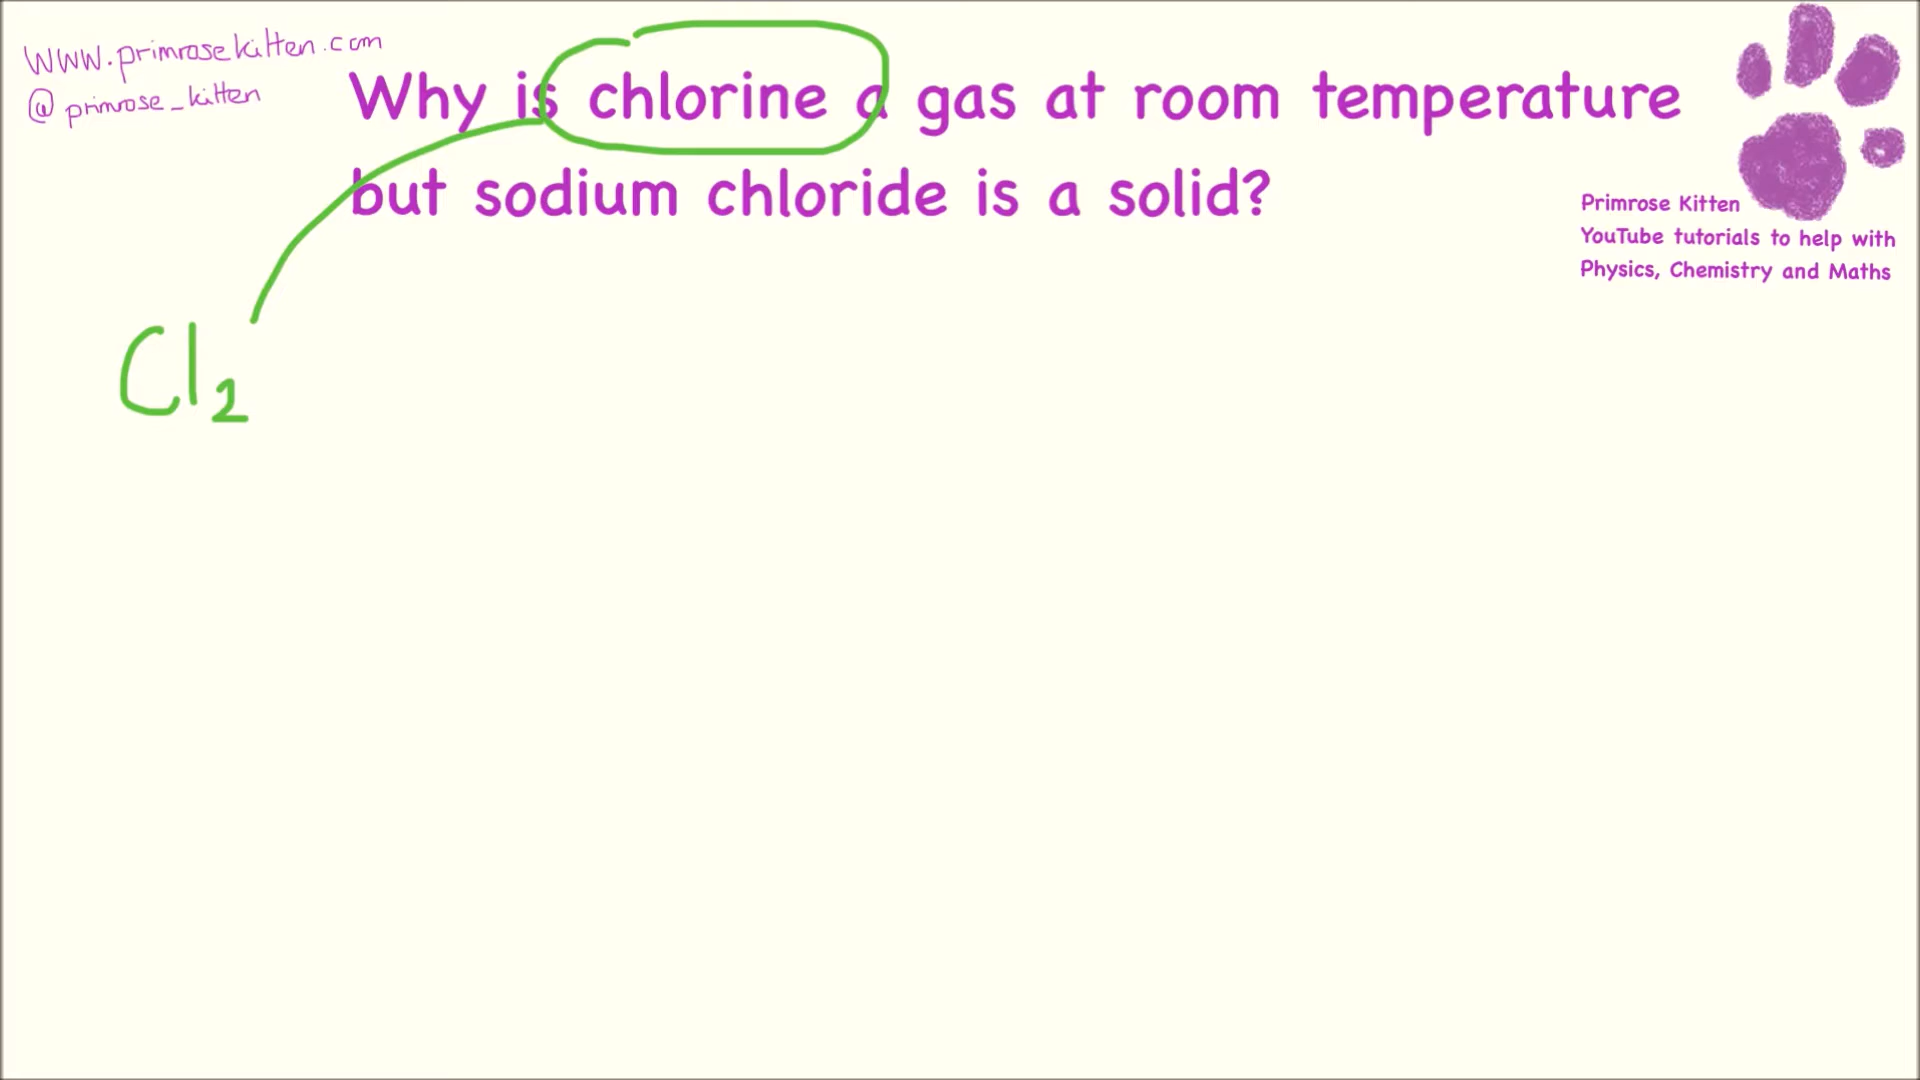 www.primrosekitten.com
@primrose_kitten
Why is chlorine a gas at room temperature
but sodium chloride is a solid?
Primrose Kitten
YouTube tutorials to help with
Physics, Chemistry and Maths
Cl₂